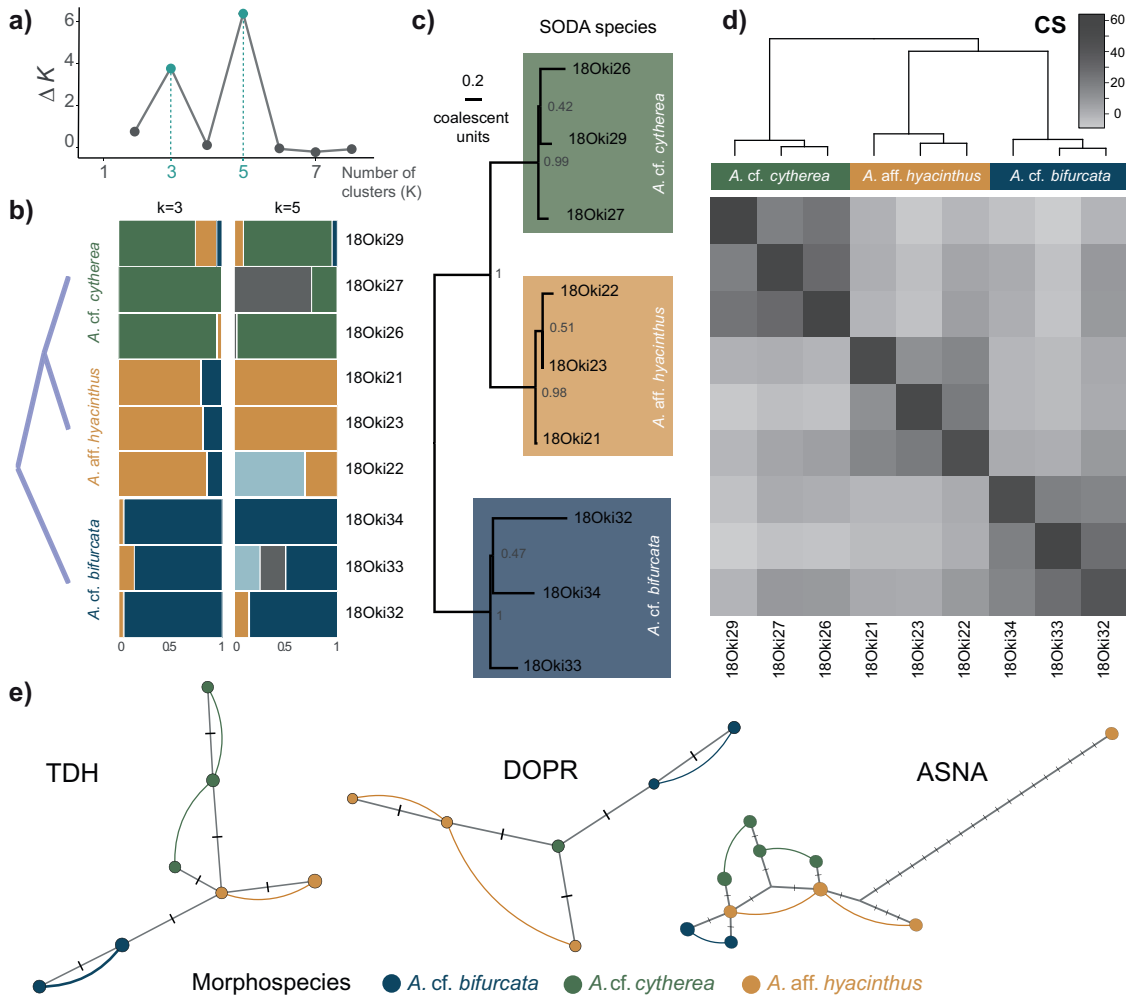 a)
6
4
2
0
Δ K
1
3
5
7
Number of
clusters (K)
b)
k=3
k=5
A. cf. cytherea
A. aff. hyacinthus
A. cf. bifurcata
18Oki29
18Oki27
18Oki26
18Oki21
18Oki23
18Oki22
18Oki34
18Oki33
18Oki32
0
0.5
1
0
0.5
1
c)
SODA species
0.2
coalescent
units
18Oki26
0.42
18Oki29
0.99
18Oki27
A. cf. cytherea
1
18Oki22
0.51
18Oki23
0.98
18Oki21
A. aff. hyacinthus
18Oki32
0.47
18Oki34
1
18Oki33
A. cf. bifurcata
d)
CS
60
40
20
0
A. cf. cytherea
A. aff. hyacinthus
A. cf. bifurcata
18Oki29
18Oki27
18Oki26
18Oki21
18Oki23
18Oki22
18Oki34
18Oki33
18Oki32
e)
TDH
DOPR
ASNA
Morphospecies
A. cf. bifurcata
A. cf. cytherea
A. aff. hyacinthus